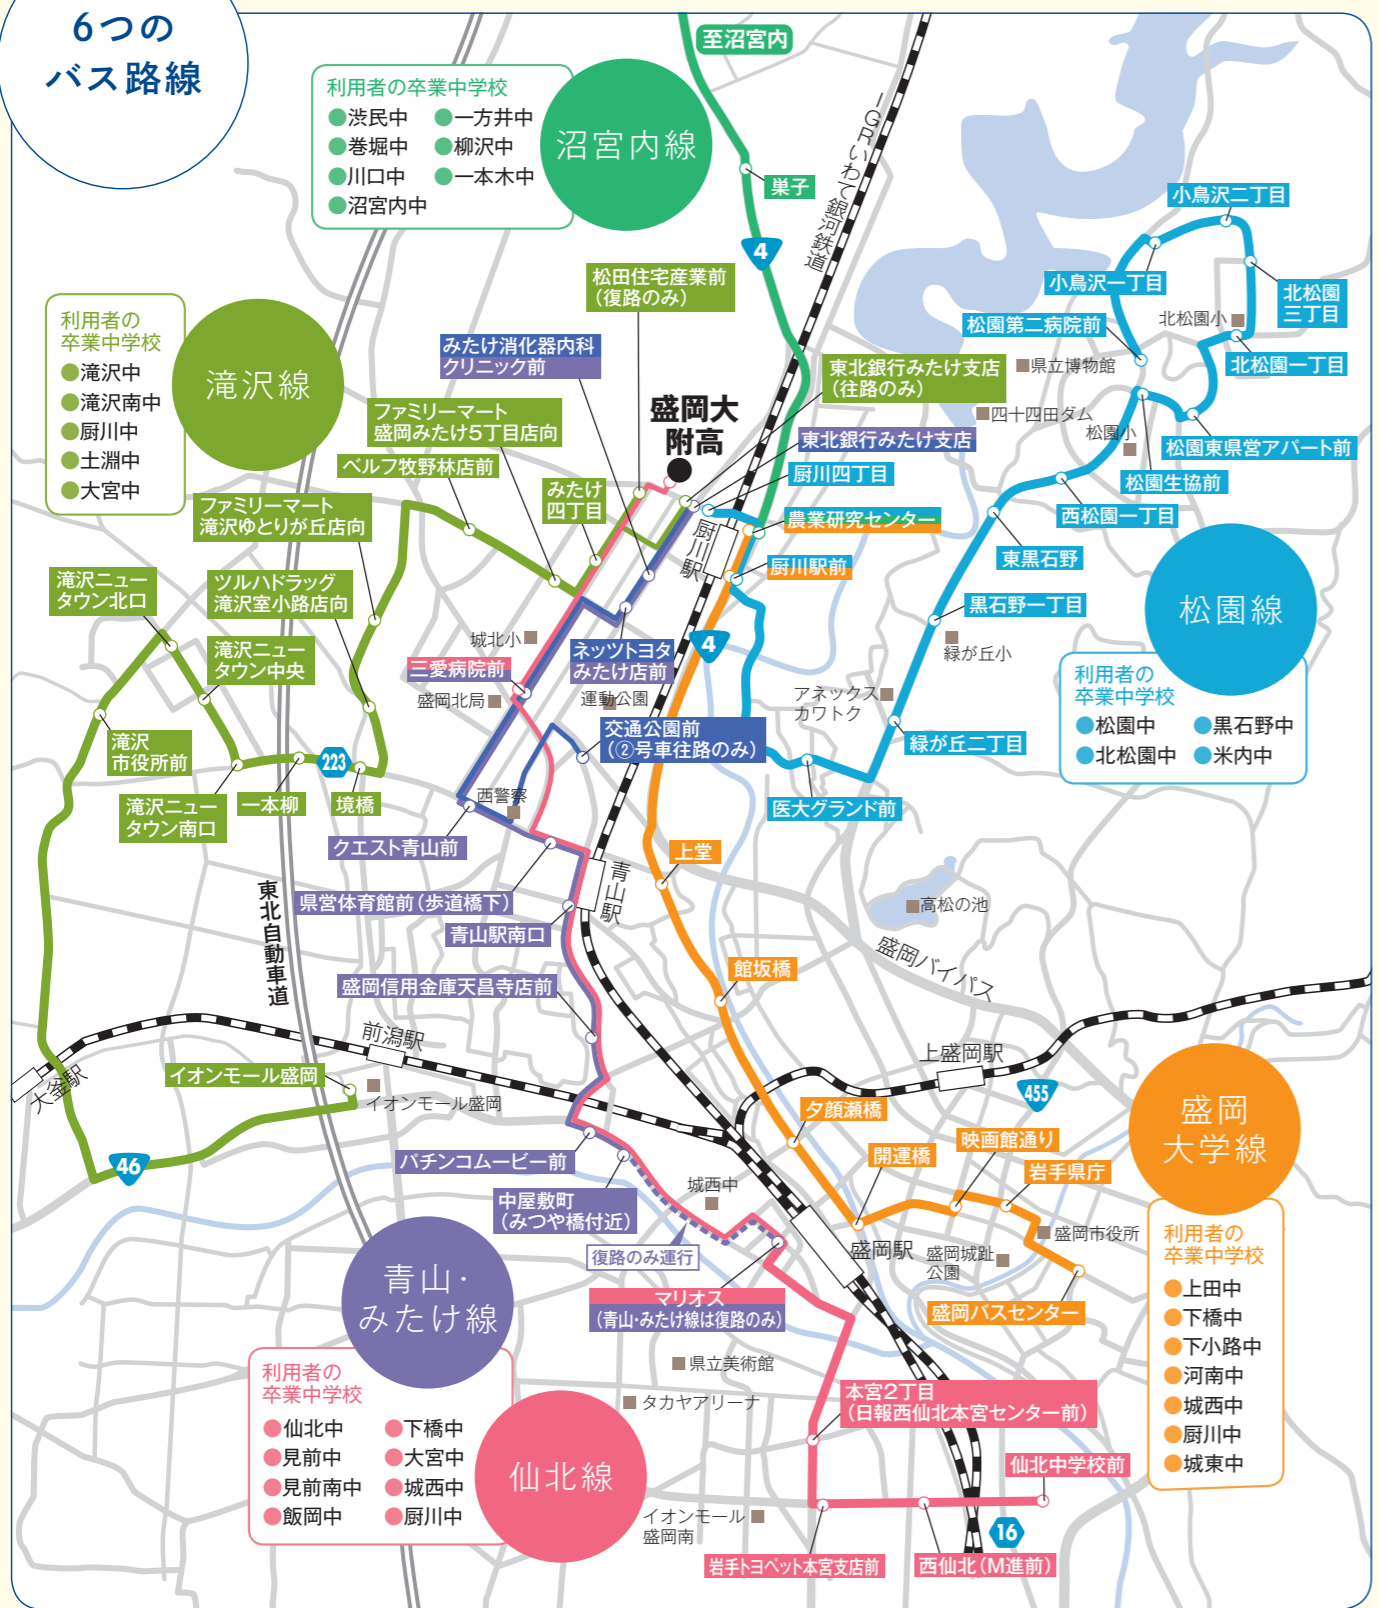 6つの
バス路線
至沼宮内
利用者の卒業中学校
●渋民中 ●一方井中
●巻堀中 ●柳沢中
●川口中 ●一本木中
●沼宮内中
沼宮内線
巣子
4
IGRいわて銀河鉄道
小鳥沢二丁目
小鳥沢一丁目
北松園
三丁目
松園第二病院前
北松園小
北松園一丁目
県立博物館
四十四田ダム
松園小
松園東県営アパート前
松園生協前
西松園一丁目
東黒石野
黒石野一丁目
緑が丘小
アネックス
カワトク
緑が丘二丁目
医大グランド前
松園線
利用者の
卒業中学校
●松園中 ●黒石野中
●北松園中 ●米内中
松田住宅産業前
(復路のみ)
利用者の
卒業中学校
●滝沢中
●滝沢南中
●厨川中
●土淵中
●大宮中
滝沢線
みたけ消化器内科
クリニック前
東北銀行みたけ支店
(往路のみ)
盛岡大
附高
東北銀行みたけ支店
厨川四丁目
ファミリーマート
盛岡みたけ5丁目店向
ベルフ牧野林店前
みたけ
四丁目
ファミリーマート
滝沢ゆとりが丘店向
農業研究センター
厨川駅
厨川駅前
滝沢ニュー
タウン北口
ツルハドラッグ
滝沢室小路店向
滝沢ニュー
タウン中央
城北小
ネッツトヨタ
みたけ店前
4
三愛病院前
盛岡北局
運動公園
交通公園前
(②号車往路のみ)
滝沢
市役所前
223
滝沢ニュー
タウン南口
一本柳
境橋
西警察
クエスト青山前
上堂
東北自動車道
県営体育館前(歩道橋下)
青山駅
青山駅南口
高松の池
盛岡バイパス
館坂橋
盛岡信用金庫天昌寺店前
前潟駅
大釜駅
イオンモール盛岡
イオンモール盛岡
上盛岡駅
455
46
夕顔瀬橋
映画館通り
開運橋
岩手県庁
パチンコムービー前
中屋敷町
(みつや橋付近)
城西中
復路のみ運行
盛岡駅
盛岡城趾
公園
盛岡市役所
盛岡バスセンター
盛岡
大学線
利用者の
卒業中学校
●上田中
●下橋中
●下小路中
●河南中
●城西中
●厨川中
●城東中
マリオス
(青山・みたけ線は復路のみ)
青山・
みたけ線
利用者の
卒業中学校
●仙北中 ●下橋中
●見前中 ●大宮中
●見前南中 ●城西中
●飯岡中 ●厨川中
仙北線
県立美術館
タカヤアリーナ
本宮2丁目
(日報西仙北本宮センター前)
仙北中学校前
イオンモール
盛岡南
16
岩手トヨペット本宮支店前
西仙北(M進前)